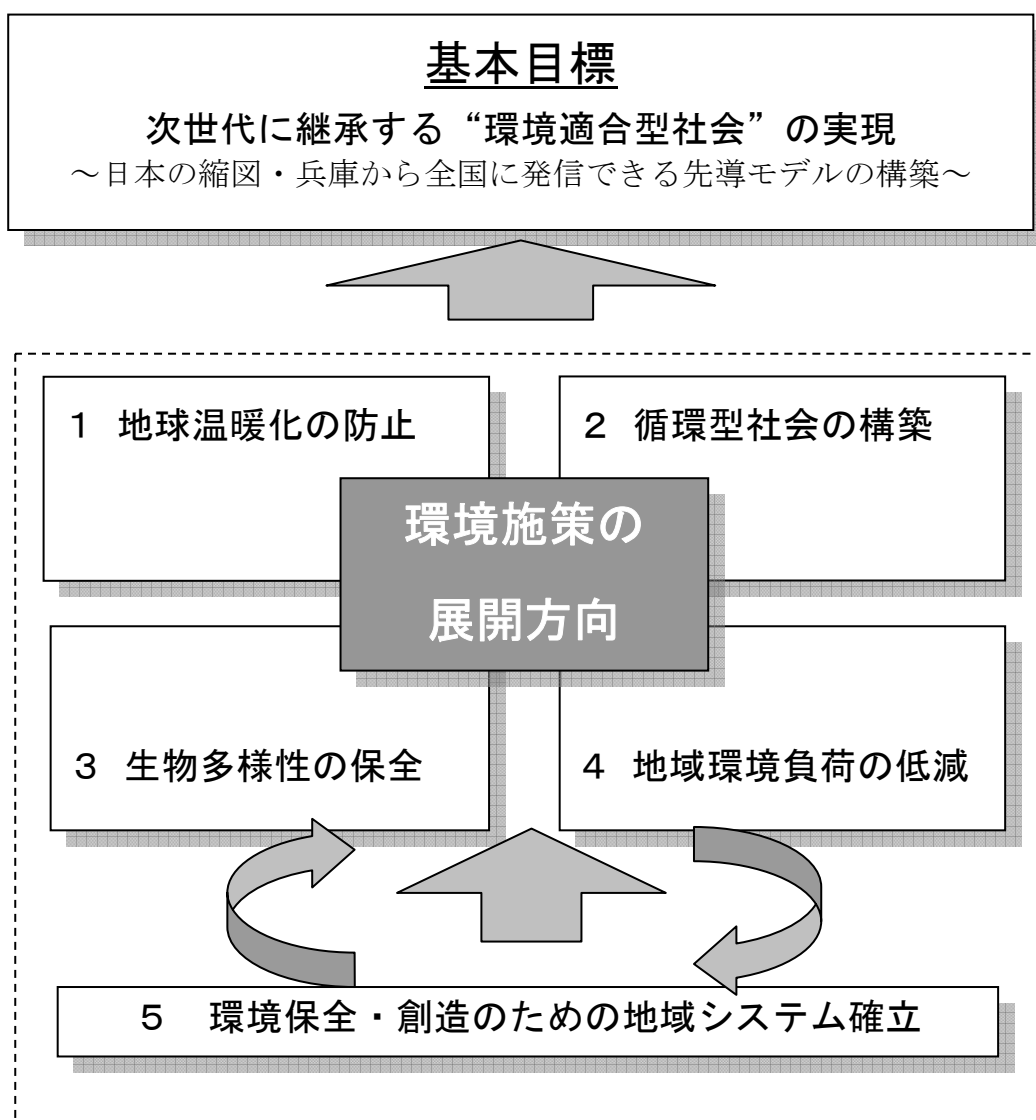 基本目標
次世代に継承する“環境適合型社会”の実現
～日本の縮図・兵庫から全国に発信できる先導モデルの構築～
１ 地球温暖化の防止
２ 循環型社会の構築
環境施策の
展開方向
３ 生物多様性の保全
４ 地域環境負荷の低減
５ 環境保全・創造のための地域システム確立